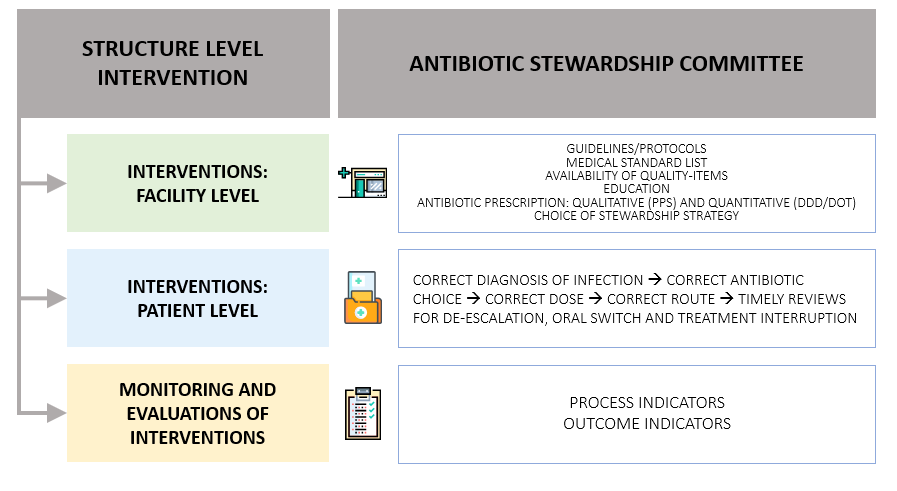 STRUCTURE LEVEL
INTERVENTION
ANTIBIOTIC STEWARDSHIP COMMITTEE
INTERVENTIONS:
FACILITY LEVEL
GUIDELINES/PROTOCOLS
MEDICAL STANDARD LIST
AVAILABILITY OF QUALITY-ITEMS
EDUCATION
ANTIBIOTIC PRESCRIPTION: QUALITATIVE (PPS) AND QUANTITATIVE (DDD/DOT)
CHOICE OF STEWARDSHIP STRATEGY
INTERVENTIONS:
PATIENT LEVEL
CORRECT DIAGNOSIS OF INFECTION → CORRECT ANTIBIOTIC
CHOICE → CORRECT DOSE → CORRECT ROUTE → TIMELY REVIEWS
FOR DE-ESCALATION, ORAL SWITCH AND TREATMENT INTERRUPTION
MONITORING AND
EVALUATIONS OF
INTERVENTIONS
PROCESS INDICATORS
OUTCOME INDICATORS